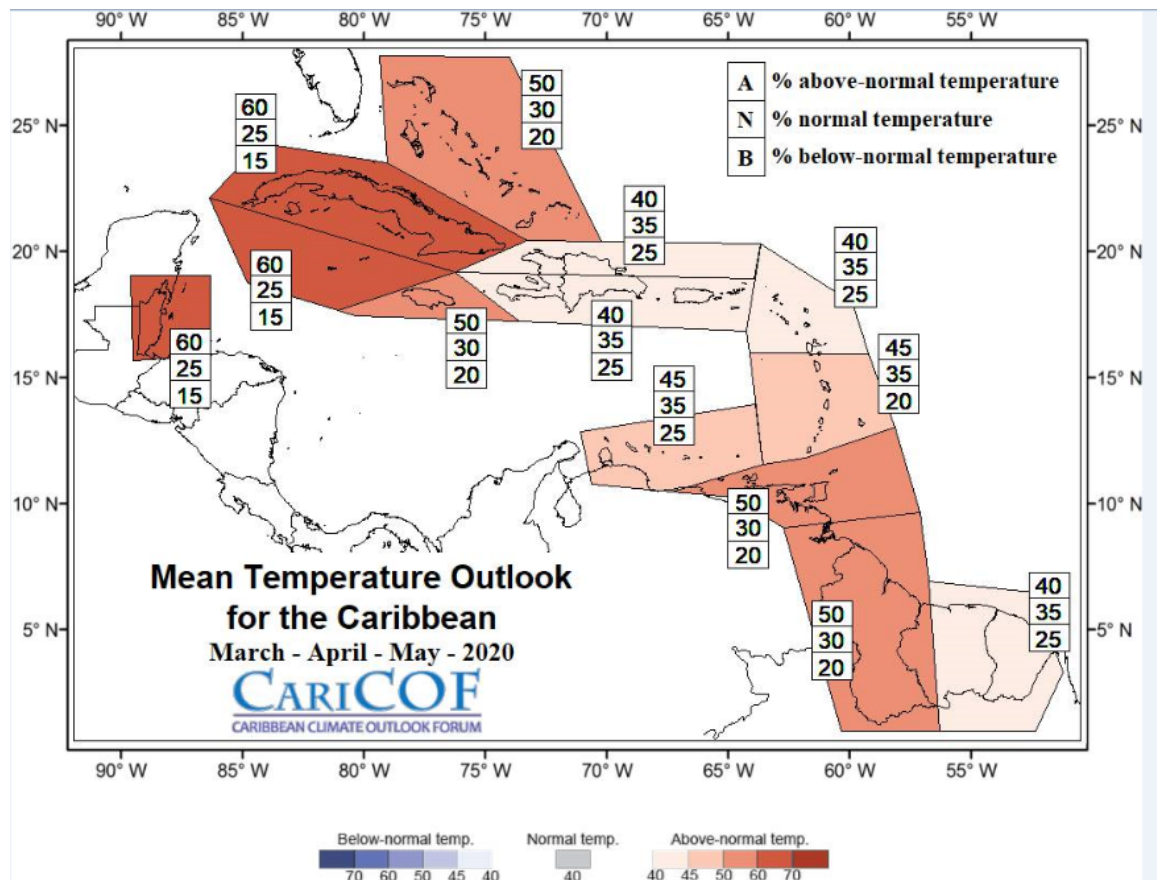 90° W 85° W 80° W 75° W 70° W 65° W 60° W 55° W
A % above-normal temperature
N % normal temperature
B % below-normal temperature
50
30
20
60
25
15
25° N
25° N
40
35
25
40
35
25
20° N
20° N
60
25
15
50
30
20
40
35
25
60
25
15
45
35
20
45
35
25
15° N
15° N
10° N
10° N
50
30
20
50
30
20
40
35
25
5° N
5° N
Mean Temperature Outlook
for the Caribbean
March - April - May - 2020
CARICOF
CARIBBEAN CLIMATE OUTLOOK FORUM
90° W 85° W 80° W 75° W 70° W 65° W 60° W 55° W
Below-normal temp. Normal temp. Above-normal temp.
70 60 50 45 40 40 40 45 50 60 70